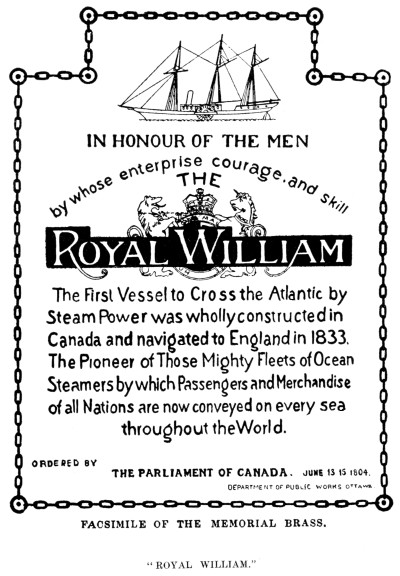 IN HONOUR OF THE MEN
by whose enterprise courage, and skill
THE
ROYAL WILLIAM
The First Vessel to Cross the Atlantic by
Steam Power was wholly constructed in
Canada and navigated to England in 1833.
The Pioneer of Those Mighty Fleets of Ocean
Steamers by which Passengers and Merchandise
of all Nations are now conveyed on every sea
throughout the World.
ORDERED BY
THE PARLIAMENT OF CANADA. JUNE 13 15 1894.
DEPARTMENT OF PUBLIC WORKS OTTAWA.
FACSIMILE OF THE MEMORIAL BRASS.
"ROYAL WILLIAM."